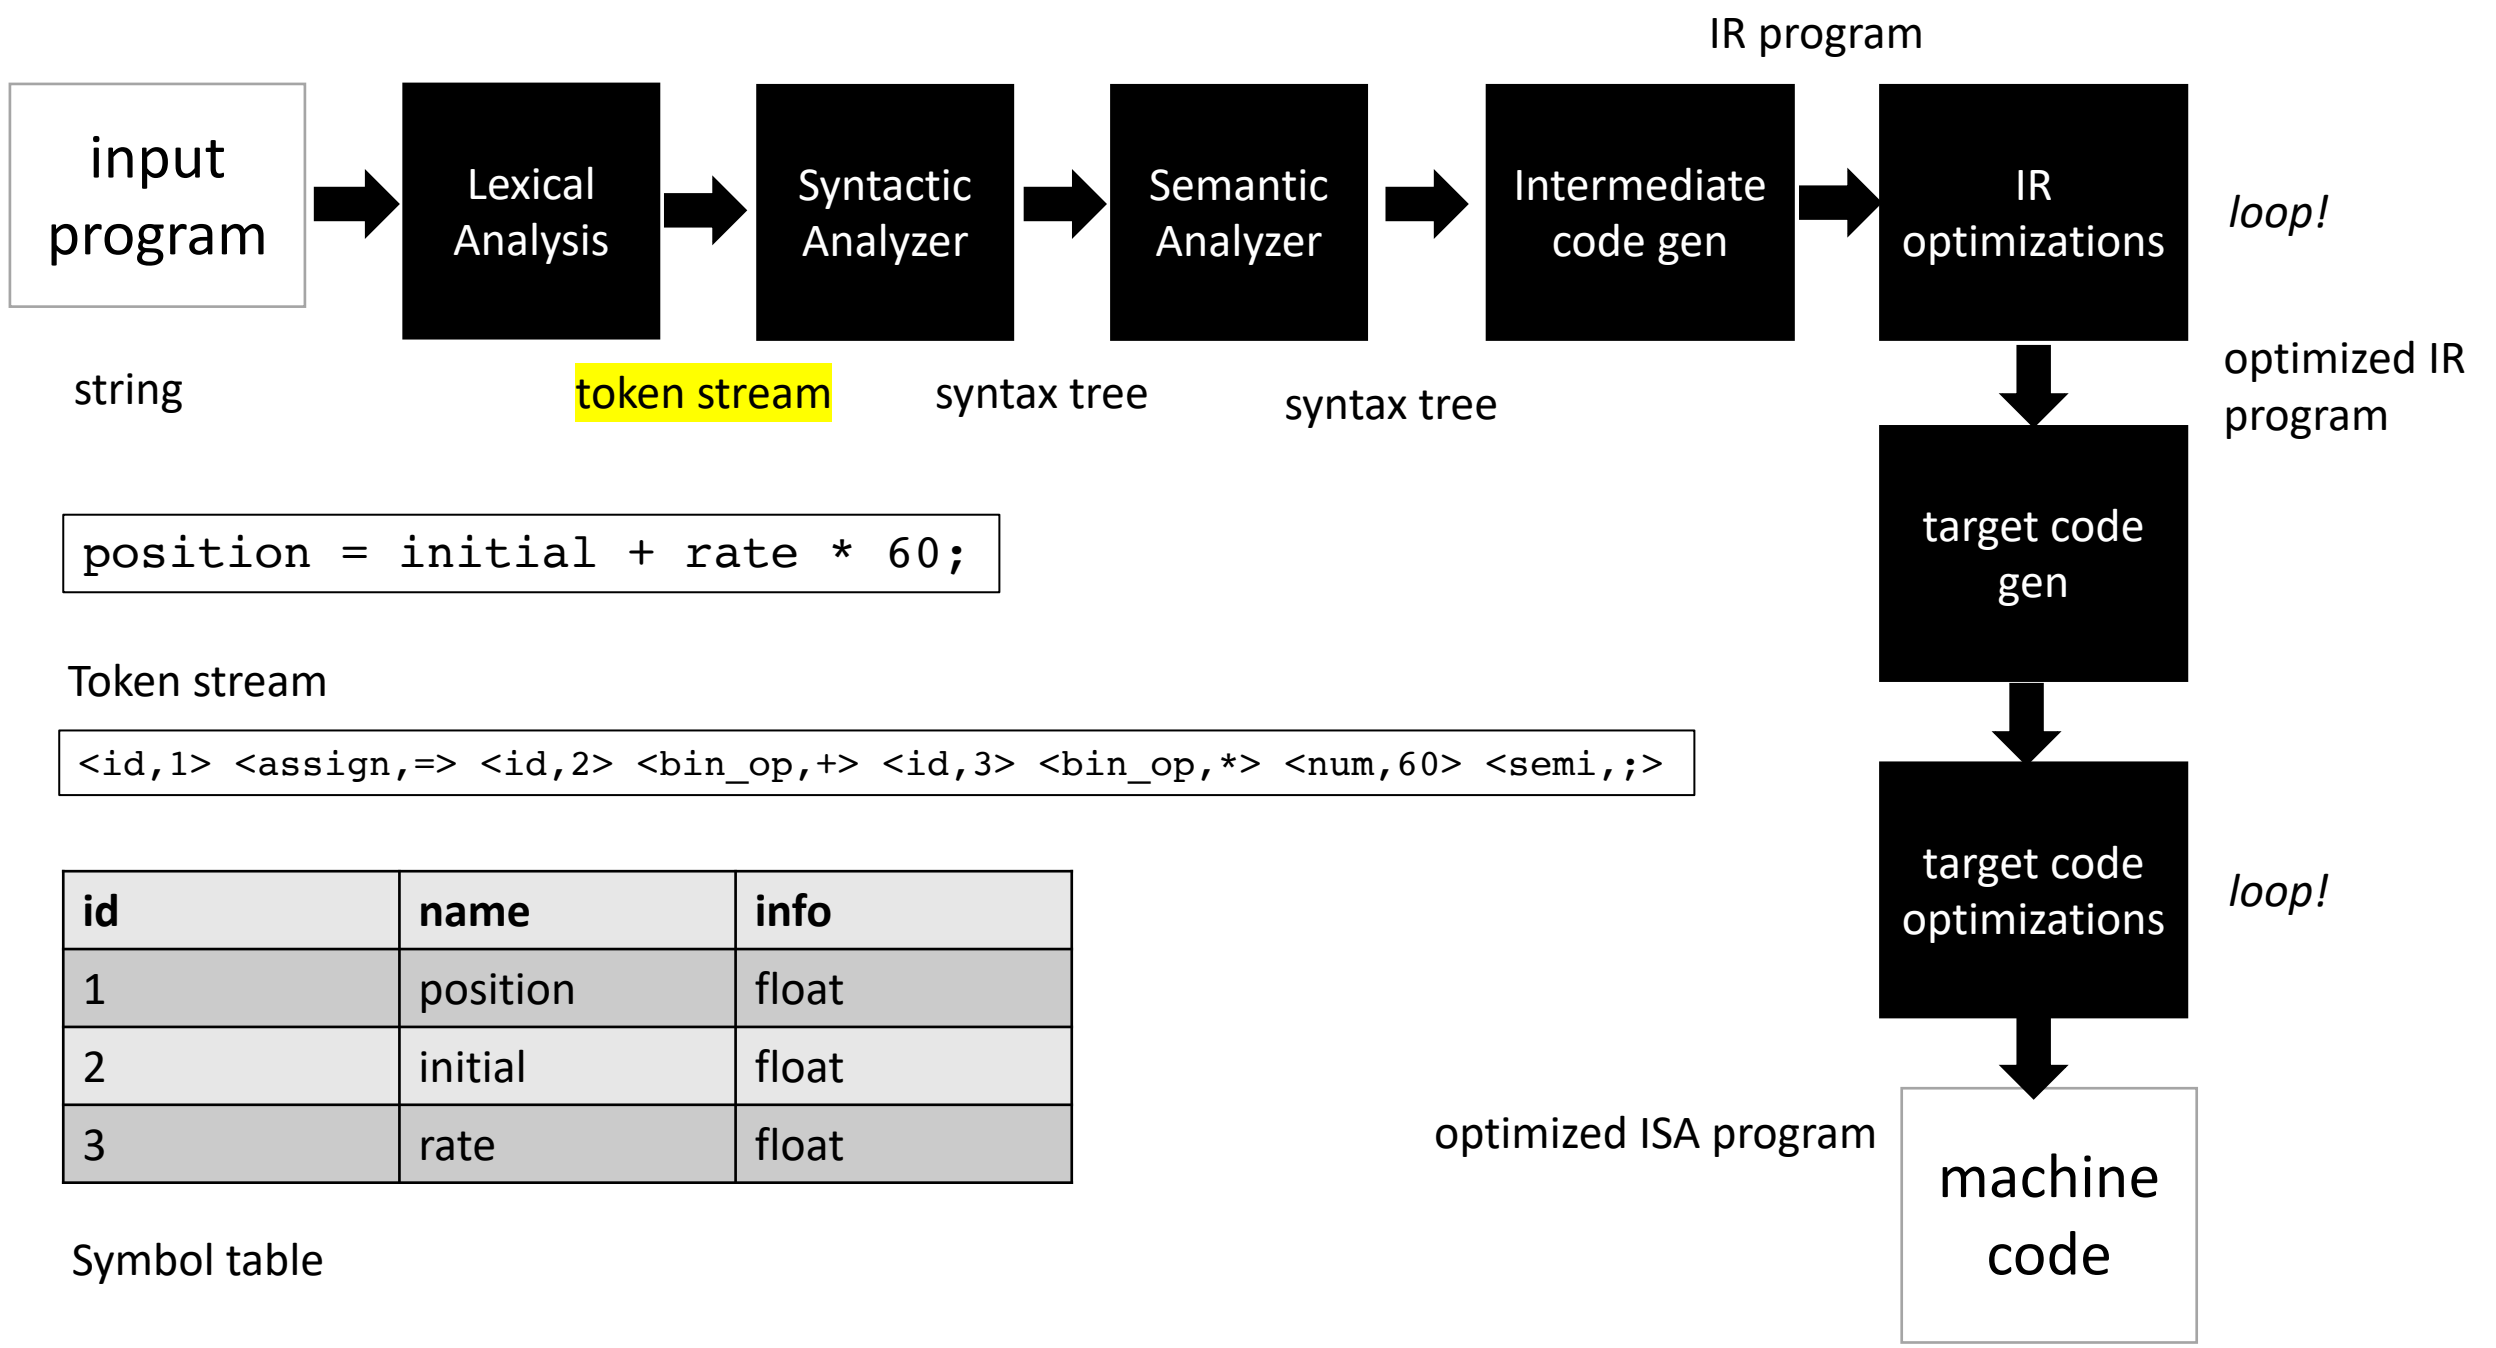 IR program
input
program
Lexical
Analysis
Syntactic
Analyzer
Semantic
Analyzer
Intermediate
code gen
IR
optimizations
loop!
string
token stream
syntax tree
syntax tree
optimized IR
program
position = initial + rate * 60;
target code
gen
Token stream
<id,1> <assign,=> <id,2> <bin_op,+> <id,3> <bin_op,*> <num,60> <semi,;>
target code
optimizations
loop!
id name info
1 position float
2 initial float
3 rate float
Symbol table
optimized ISA program
machine
code